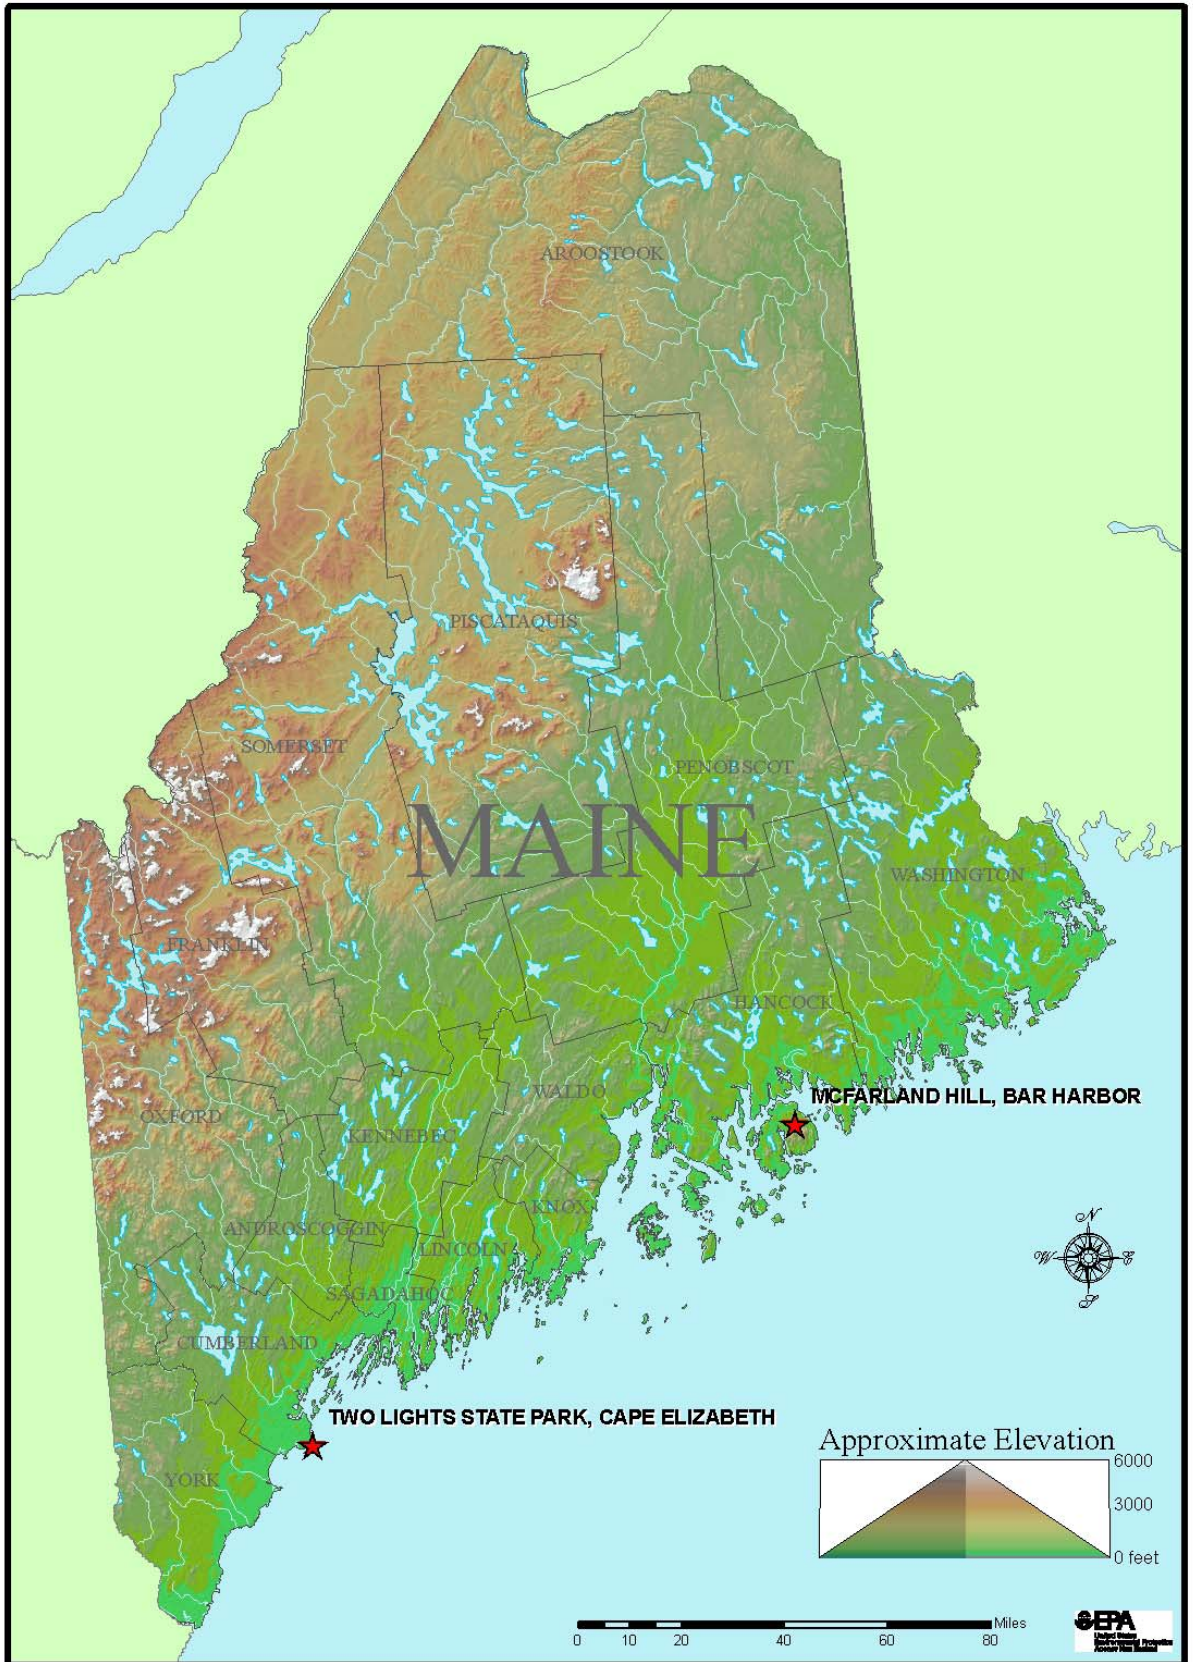 AROOSTOOK
PISCATAQUIS
SOMERSET
PENOBSCOT
MAINE
WASHINGTON
FRANKLIN
HANCOCK
WALDO
MCFARLAND HILL, BAR HARBOR
OXFORD
KENNEBEC
KNOX
ANDROSCOGGIN
LINCOLN
SAGADAHOC
CUMBERLAND
N
W
E
S
TWO LIGHTS STATE PARK, CAPE ELIZABETH
YORK
Approximate Elevation
6000
3000
0 feet
Miles
0 10 20 40 60 80
EPA
United States